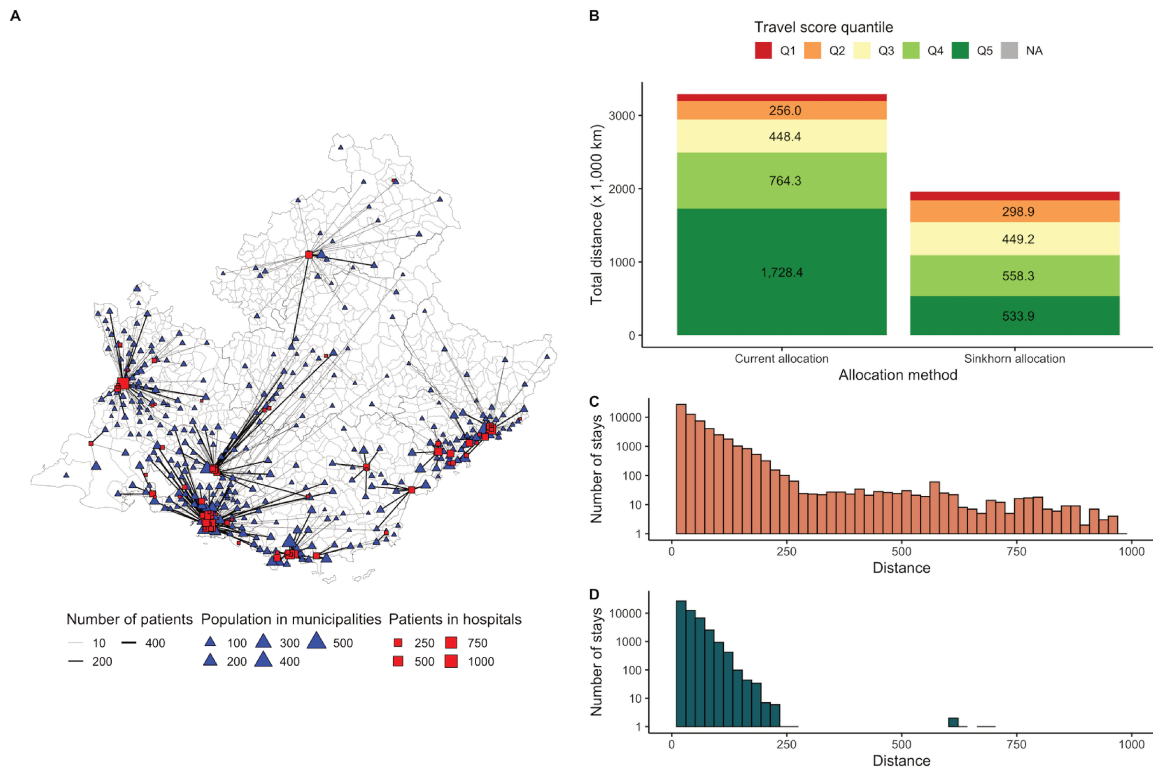 A
Number of patients
10 400
200
Population in municipalities
100 300 500
200 400
Patients in hospitals
250 750
500 1000
B
Travel score quantile
Q1 Q2 Q3 Q4 Q5 NA
Total distance (x 1,000 km)
3000
2000
1000
0
256.0
448.4
764.3
1,728.4
298.9
449.2
558.3
533.9
Current allocation Sinkhorn allocation
Allocation method
C
Number of stays
10000
1000
100
10
1
0 250 500 750 1000
Distance
D
Number of stays
10000
1000
100
10
1
0 250 500 750 1000
Distance